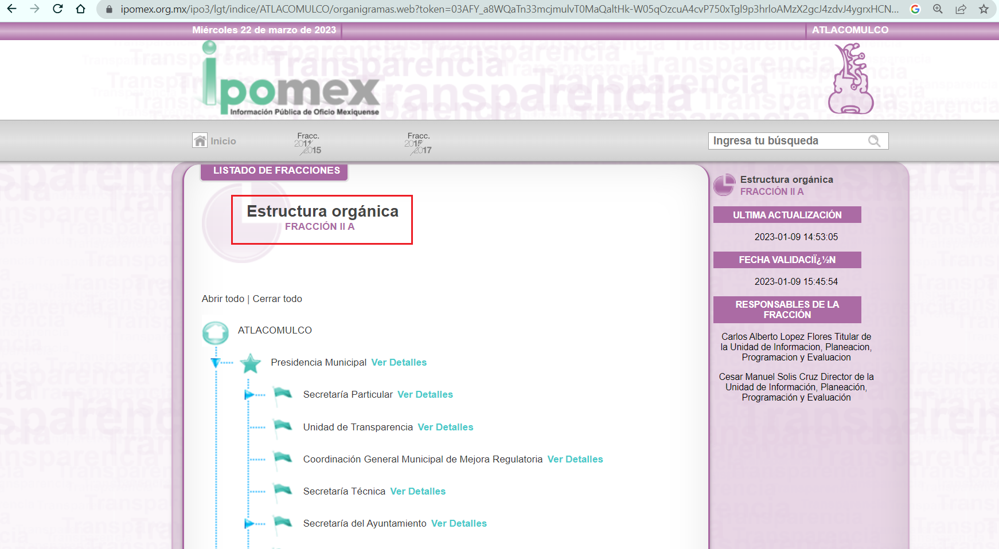 ipomex.org.mx/ipo3/lgt/indice/ATLACOMULCO/organigramas.web?token=03AFY_a8WQaTn33mcjmulvT0MaQaltHk-W05qOzcuA4cvP750xTgl9p3hrloAMzX2gcJ4zdvJ4ygrxHCN...
Miércoles 22 de marzo de 2023
ATLACOMULCO
ipomex
Información Pública de Oficio Mexiquense
Transparencia
Inicio
Fracc.
2011/2015
Fracc.
2015/2017
Ingresa tu búsqueda
LISTADO DE FRACCIONES
Estructura orgánica
FRACCIÓN II A
Abrir todo | Cerrar todo
ATLACOMULCO
Presidencia Municipal Ver Detalles
Secretaría Particular Ver Detalles
Unidad de Transparencia Ver Detalles
Coordinación General Municipal de Mejora Regulatoria Ver Detalles
Secretaría Técnica Ver Detalles
Secretaría del Ayuntamiento Ver Detalles
Estructura orgánica
FRACCIÓN II A
ULTIMA ACTUALIZACIÓN
2023-01-09 14:53:05
FECHA VALIDACIÏ¿½N
2023-01-09 15:45:54
RESPONSABLES DE LA
FRACCIÓN
Carlos Alberto Lopez Flores Titular de
la Unidad de Informacion, Planeacion,
Programacion y Evaluacion
Cesar Manuel Solis Cruz Director de la
Unidad de Información, Planeación,
Programación y Evaluación